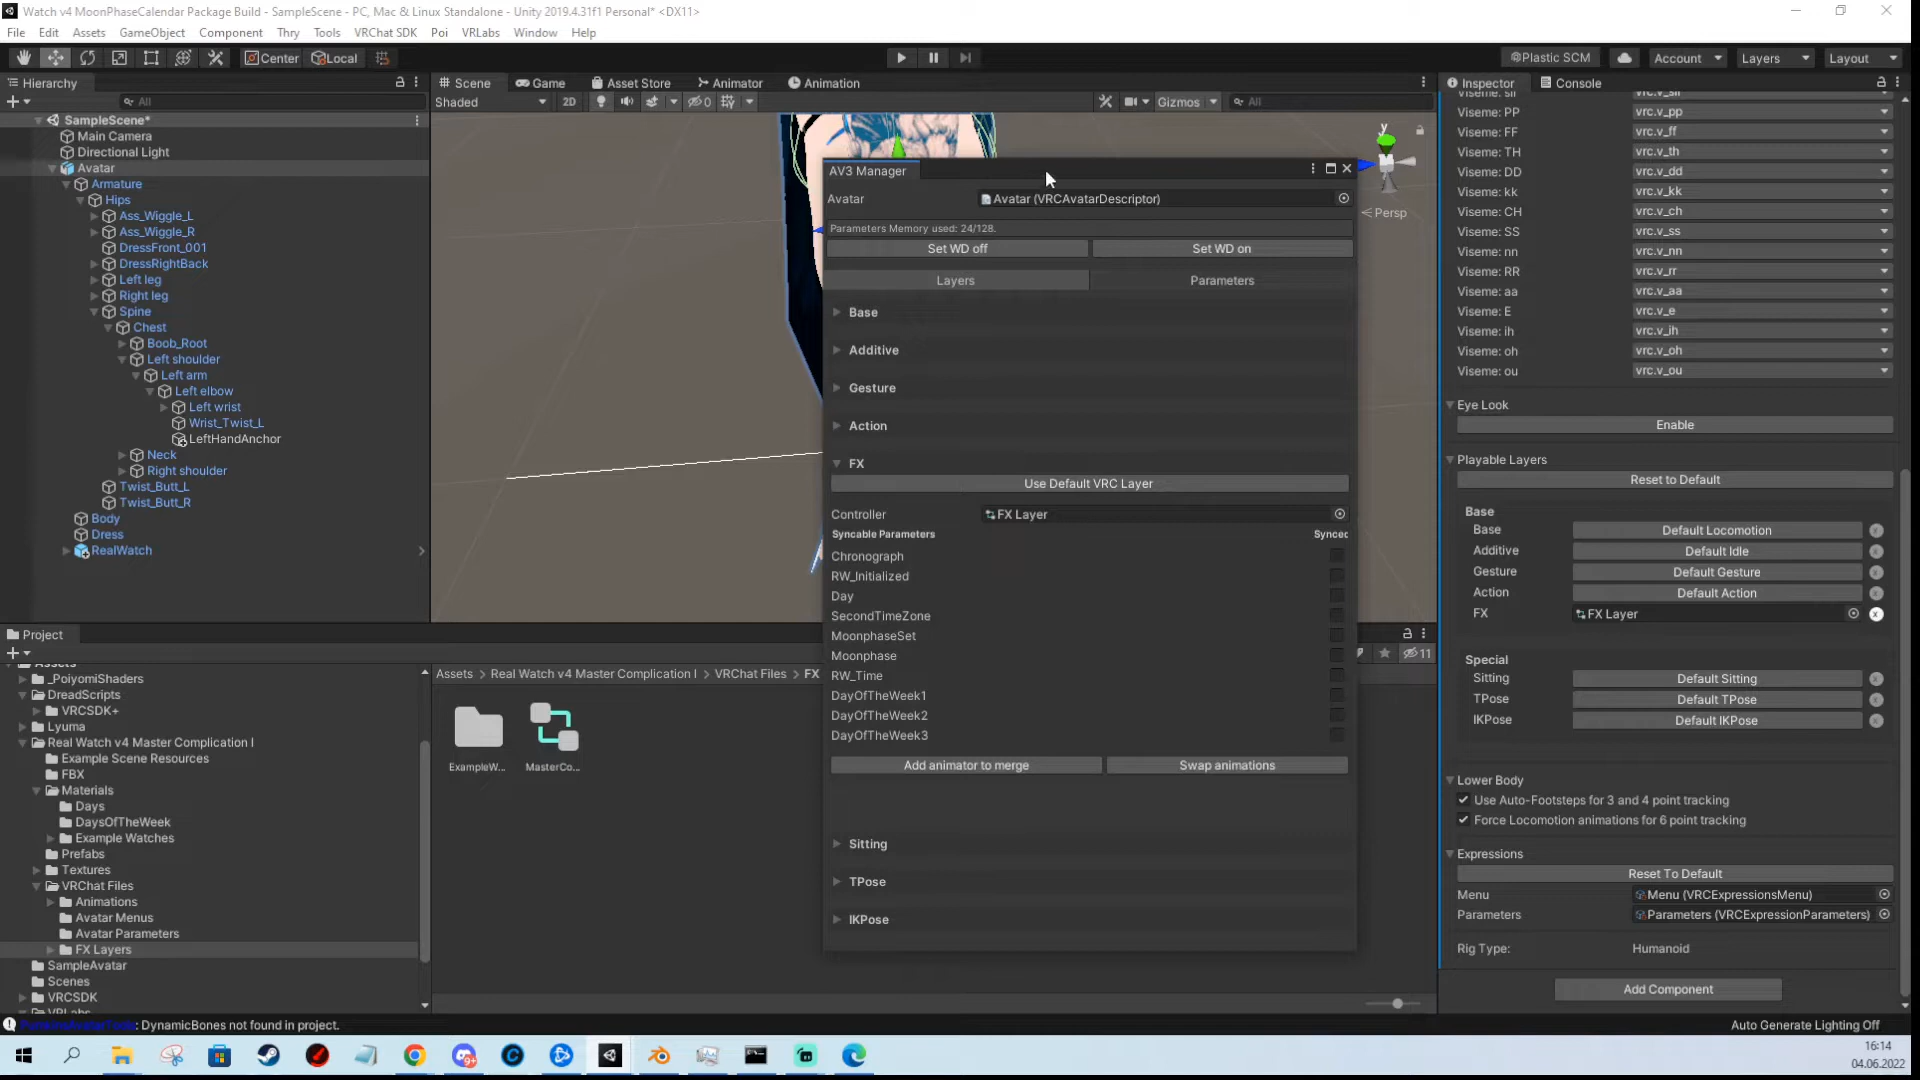 Watch v4 MoonPhaseCalendar Package Build - SampleScene - PC, Mac & Linux Standalone - Unity 2019.4.31f1 Personal* <DX11>
File Edit Assets GameObject Component Thry Tools VRChat SDK Poi VRLabs Window Help
Center Local Plastic SCM Account Layers Layout
Hierarchy
All
SampleScene*
Main Camera
Directional Light
Avatar
Armature
Hips
Ass_Wiggle_L
Ass_Wiggle_R
DressFront_001
DressRightBack
Left leg
Right leg
Spine
Chest
Boob_Root
Left shoulder
Left arm
Left elbow
Left wrist
Wrist_Twist_L
LeftHandAnchor
Neck
Right shoulder
Twist_Butt_L
Twist_Butt_R
Body
Dress
RealWatch
Scene Game Asset Store Animator Animation
Shaded 2D 0 Gizmos All
y
Persp
AV3 Manager
Avatar Avatar (VRCAvatarDescriptor)
Parameters Memory used: 24/128.
Set WD off Set WD on
Layers Parameters
Base
Additive
Gesture
Action
FX
Use Default VRC Layer
Controller FX Layer
Syncable Parameters Synced
Chronograph
RW_Initialized
Day
SecondTimeZone
MoonphaseSet
Moonphase
RW_Time
DayOfTheWeek1
DayOfTheWeek2
DayOfTheWeek3
Add animator to merge Swap animations
Sitting
TPose
IKPose
Inspector Console
Viseme: sil vrc.v_sil
Viseme: PP vrc.v_pp
Viseme: FF vrc.v_ff
Viseme: TH vrc.v_th
Viseme: DD vrc.v_dd
Viseme: kk vrc.v_kk
Viseme: CH vrc.v_ch
Viseme: SS vrc.v_ss
Viseme: nn vrc.v_nn
Viseme: RR vrc.v_rr
Viseme: aa vrc.v_aa
Viseme: E vrc.v_e
Viseme: ih vrc.v_ih
Viseme: oh vrc.v_oh
Viseme: ou vrc.v_ou
Eye Look
Enable
Playable Layers
Reset to Default
Base
Base Default Locomotion
Additive Default Idle
Gesture Default Gesture
Action Default Action
FX FX Layer
Special
Sitting Default Sitting
TPose Default TPose
IKPose Default IKPose
Lower Body
Use Auto-Footsteps for 3 and 4 point tracking
Force Locomotion animations for 6 point tracking
Expressions
Reset To Default
Menu Menu (VRCExpressionsMenu)
Parameters Parameters (VRCExpressionParameters)
Rig Type: Humanoid
Add Component
Project
11
Assets
_PoiyomiShaders
DreadScripts
VRCSDK+
Lyuma
Real Watch v4 Master Complication I
Example Scene Resources
FBX
Materials
Days
DaysOfTheWeek
Example Watches
Prefabs
Textures
VRChat Files
Animations
Avatar Menus
Avatar Parameters
FX Layers
SampleAvatar
Scenes
VRCSDK
VRLabs
Assets > Real Watch v4 Master Complication I > VRChat Files > FX
ExampleW...
MasterCo...
: DynamicBones not found in project.
Auto Generate Lighting Off
9+
16:14
04.06.2022